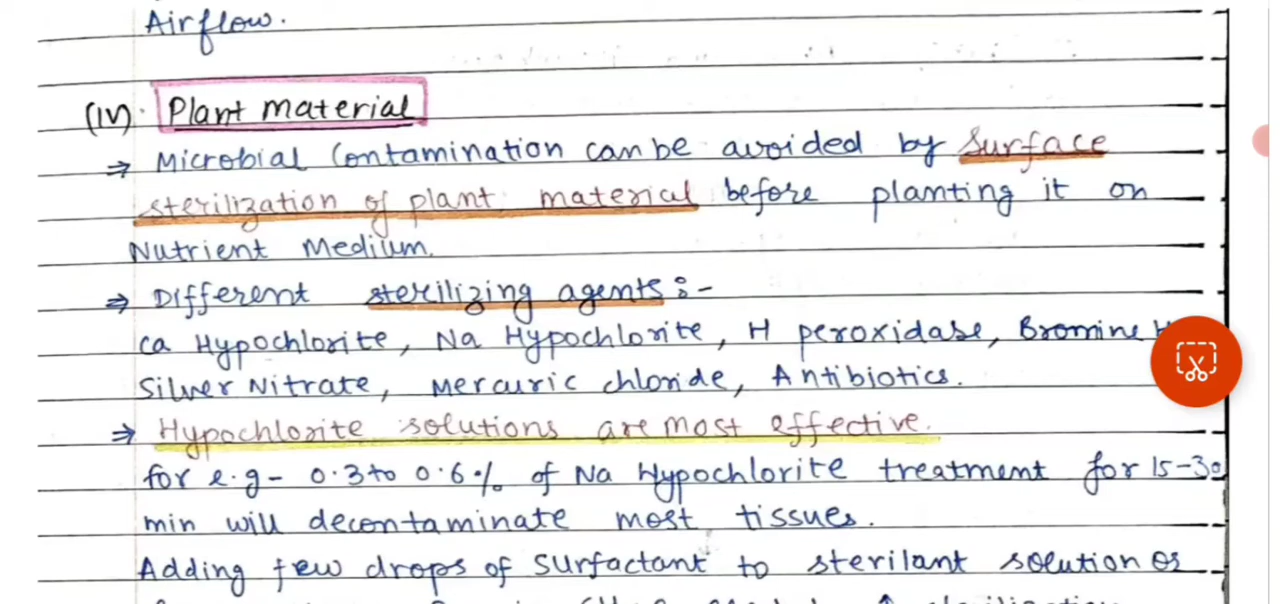 Airflow.
(IV). Plant material
⇒ Microbial Contamination can be avoided by Surface
sterilization of plant material before planting it on
Nutrient Medium.
⇒ Different sterilizing agents:-
Ca Hypochlorite, Na Hypochlorite, H peroxidase, Bromine
Silver Nitrate, Mercuric chloride, Antibiotics.
⇒ Hypochlorite solutions are most effective.
for e.g - 0.3 to 0.6% of Na Hypochlorite treatment for 15-30
min will decontaminate most tissues.
Adding few drops of surfactant to sterilant solution or